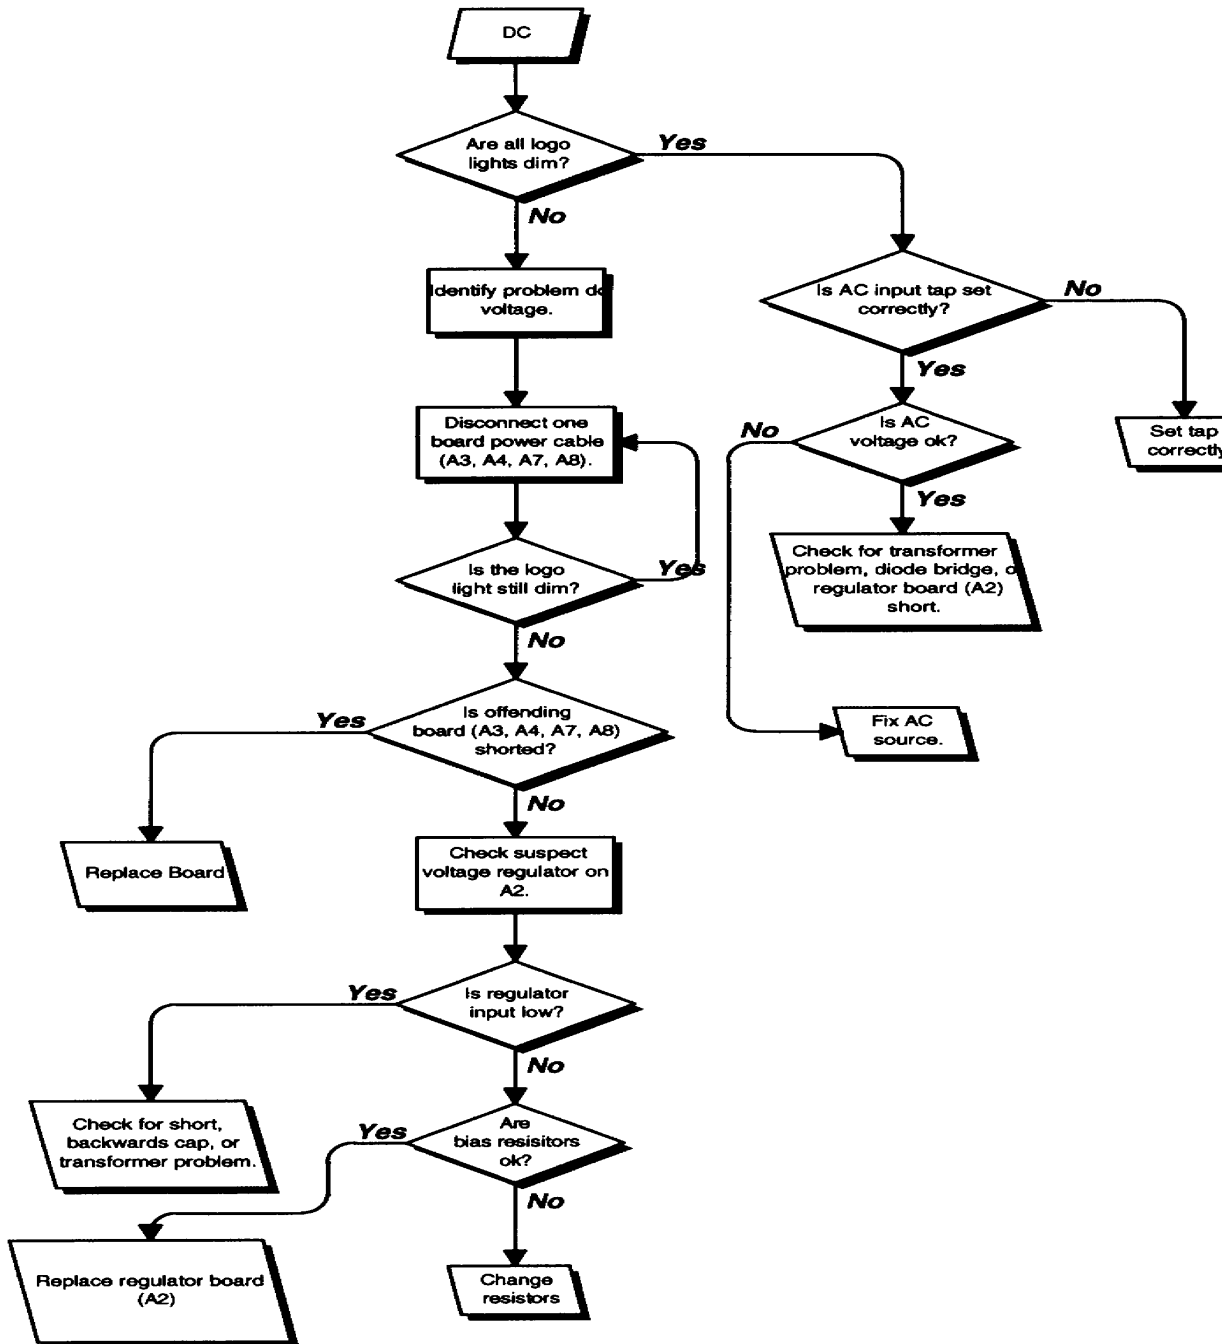 DC
Are all logo
lights dim?
Yes
No
Identify problem dc
voltage.
Is AC input tap set
correctly?
No
Yes
Disconnect one
board power cable
(A3, A4, A7, A8).
Is AC
voltage ok?
No
Yes
Set tap
correctly
Check for transformer
problem, diode bridge, o
regulator board (A2)
short.
Is the logo
light still dim?
Yes
No
Is offending
board (A3, A4, A7, A8)
shorted?
Yes
No
Fix AC
source.
Replace Board
Check suspect
voltage regulator on
A2.
Is regulator
input low?
Yes
No
Check for short,
backwards cap, or
transformer problem.
Are
bias resisitors
ok?
Yes
No
Replace regulator board
(A2)
Change
resistors